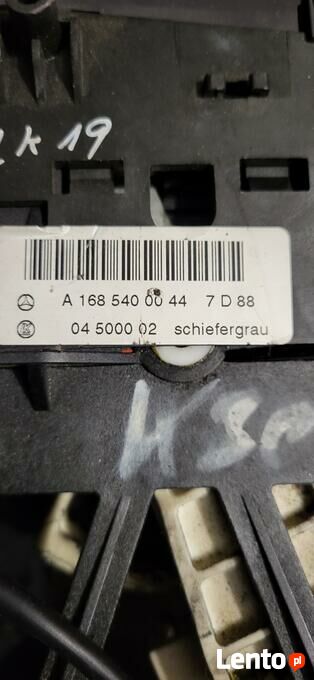 k 19
A 168 540 00 44 7 D 88
04 5000 02 schiefergrau
Lento.pl